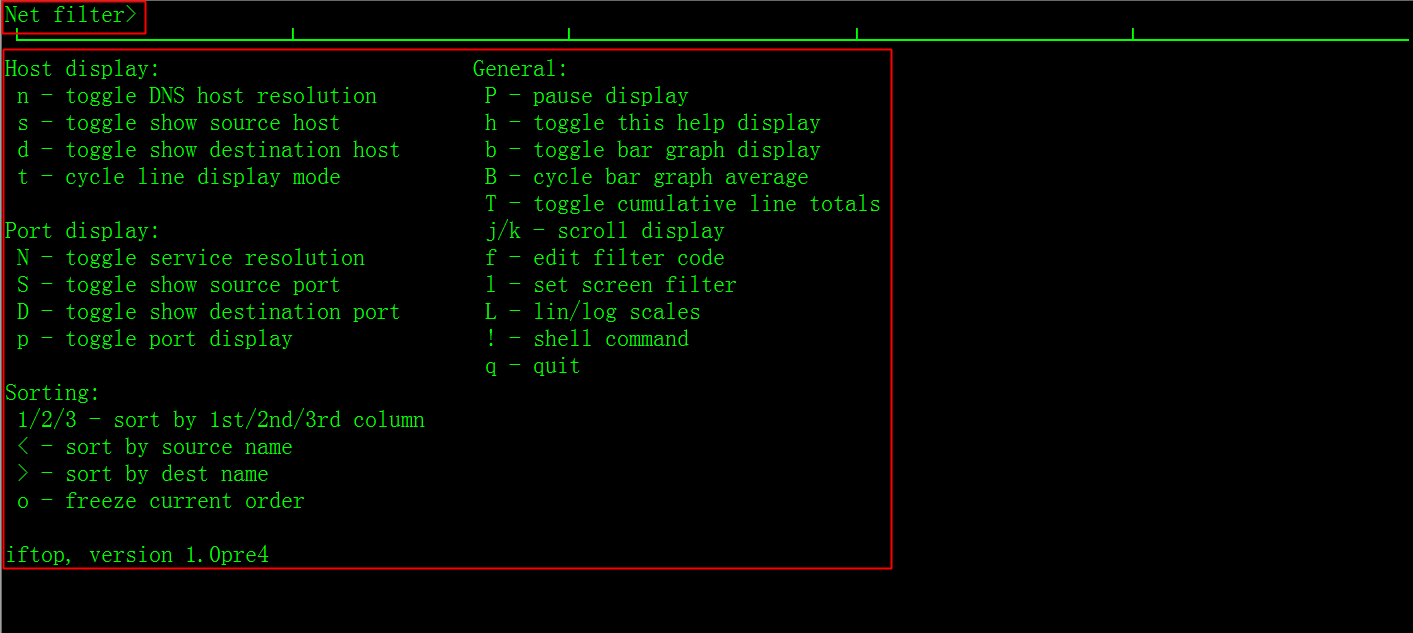 Net filter>
Host display:
n - toggle DNS host resolution
s - toggle show source host
d - toggle show destination host
t - cycle line display mode
Port display:
N - toggle service resolution
S - toggle show source port
D - toggle show destination port
p - toggle port display
Sorting:
1/2/3 - sort by 1st/2nd/3rd column
< - sort by source name
> - sort by dest name
o - freeze current order
iftop, version 1.0pre4
General:
P - pause display
h - toggle this help display
b - toggle bar graph display
B - cycle bar graph average
T - toggle cumulative line totals
j/k - scroll display
f - edit filter code
l - set screen filter
L - lin/log scales
! - shell command
q - quit